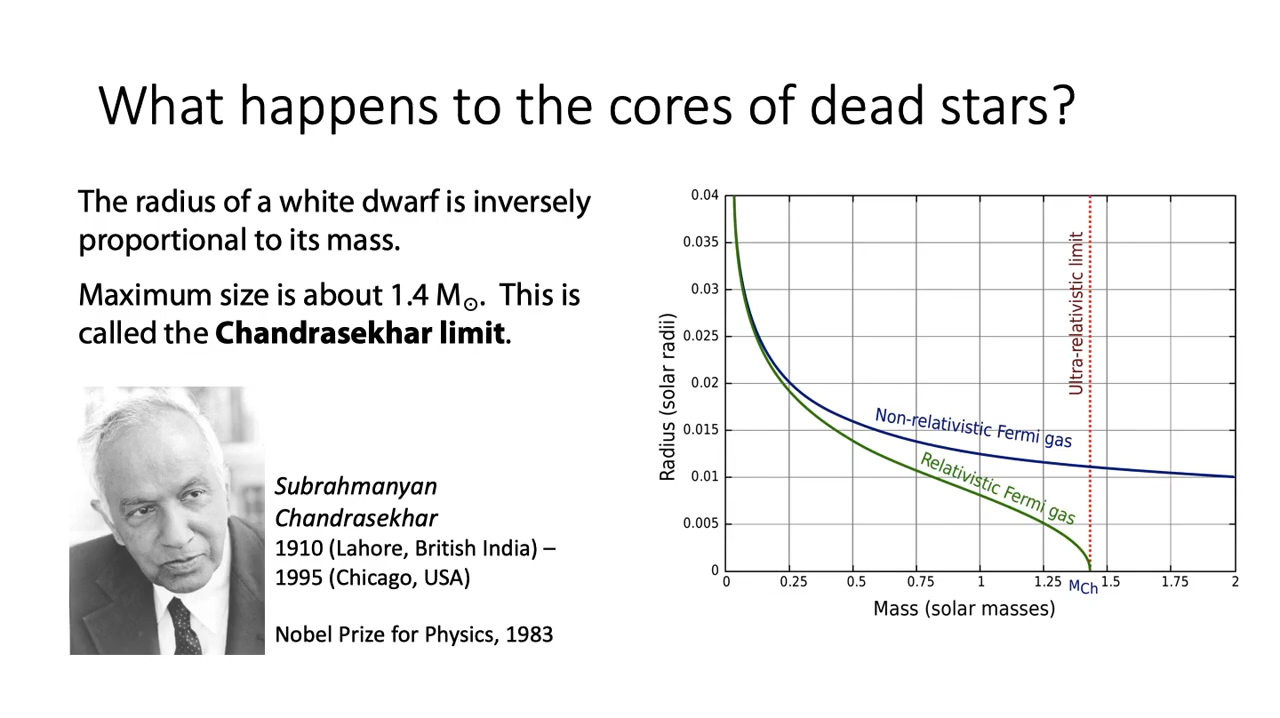 What happens to the cores of dead stars?
The radius of a white dwarf is inversely
proportional to its mass.
Maximum size is about 1.4 M☉. This is
called the Chandrasekhar limit.
Subrahmanyan
Chandrasekhar
1910 (Lahore, British India) –
1995 (Chicago, USA)
Nobel Prize for Physics, 1983
Radius (solar radii)
0.04
0.035
0.03
0.025
0.02
0.015
0.01
0.005
0
Ultra-relativistic limit
Non-relativistic Fermi gas
Relativistic Fermi gas
0 0.25 0.5 0.75 1 1.25 MCh 1.5 1.75 2
Mass (solar masses)